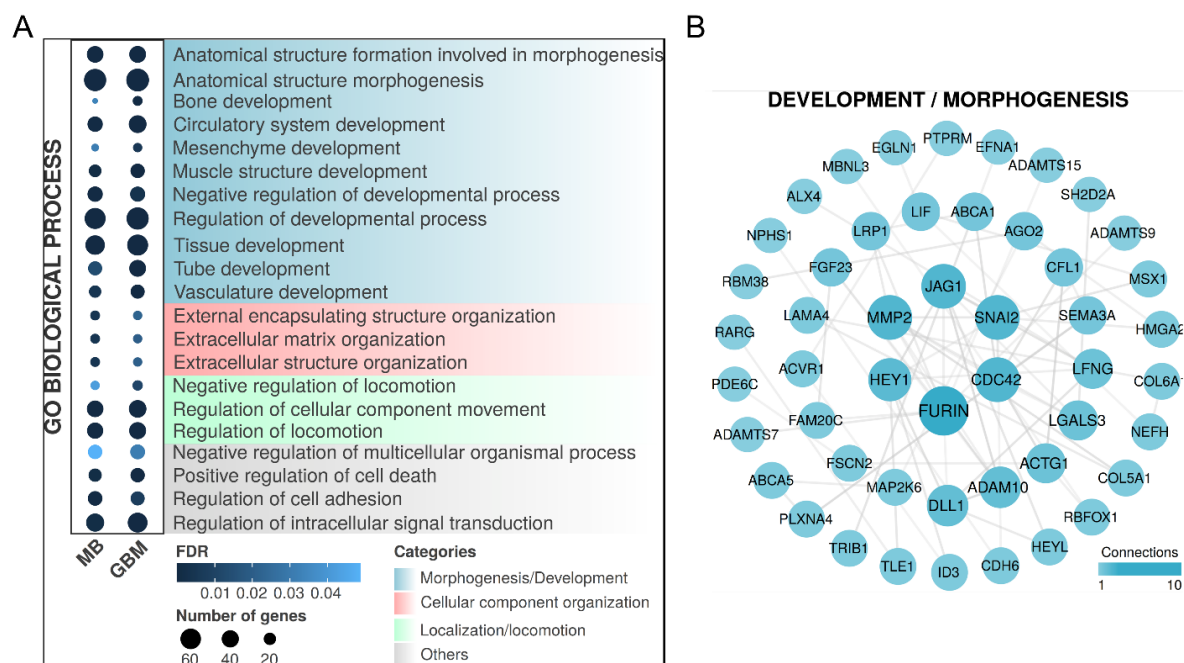 A
B
GO BIOLOGICAL PROCESS
Anatomical structure formation involved in morphogenesis
Anatomical structure morphogenesis
Bone development
Circulatory system development
Mesenchyme development
Muscle structure development
Negative regulation of developmental process
Regulation of developmental process
Tissue development
Tube development
Vasculature development
External encapsulating structure organization
Extracellular matrix organization
Extracellular structure organization
Negative regulation of locomotion
Regulation of cellular component movement
Regulation of locomotion
Negative regulation of multicellular organismal process
Positive regulation of cell death
Regulation of cell adhesion
Regulation of intracellular signal transduction
MB
GBM
FDR
0.01 0.02 0.03 0.04
Number of genes
60 40 20
Categories
Morphogenesis/Development
Cellular component organization
Localization/locomotion
Others
DEVELOPMENT / MORPHOGENESIS
PTPRM
EGLN1
EFNA1
MBNL3
ADAMTS15
ALX4
SH2D2A
LIF
ABCA1
NPHS1
LRP1
AGO2
ADAMTS9
RBM38
FGF23
CFL1
MSX1
JAG1
LAMA4
MMP2
SNAI2
SEMA3A
HMGA2
RARG
ACVR1
HEY1
CDC42
LFNG
COL6A1
PDE6C
FURIN
FAM20C
LGALS3
ADAMTS7
NEFH
FSCN2
ACTG1
ABCA5
MAP2K6
ADAM10
COL5A1
PLXNA4
DLL1
RBFOX1
TRIB1
HEYL
TLE1
ID3
CDH6
Connections
1 10